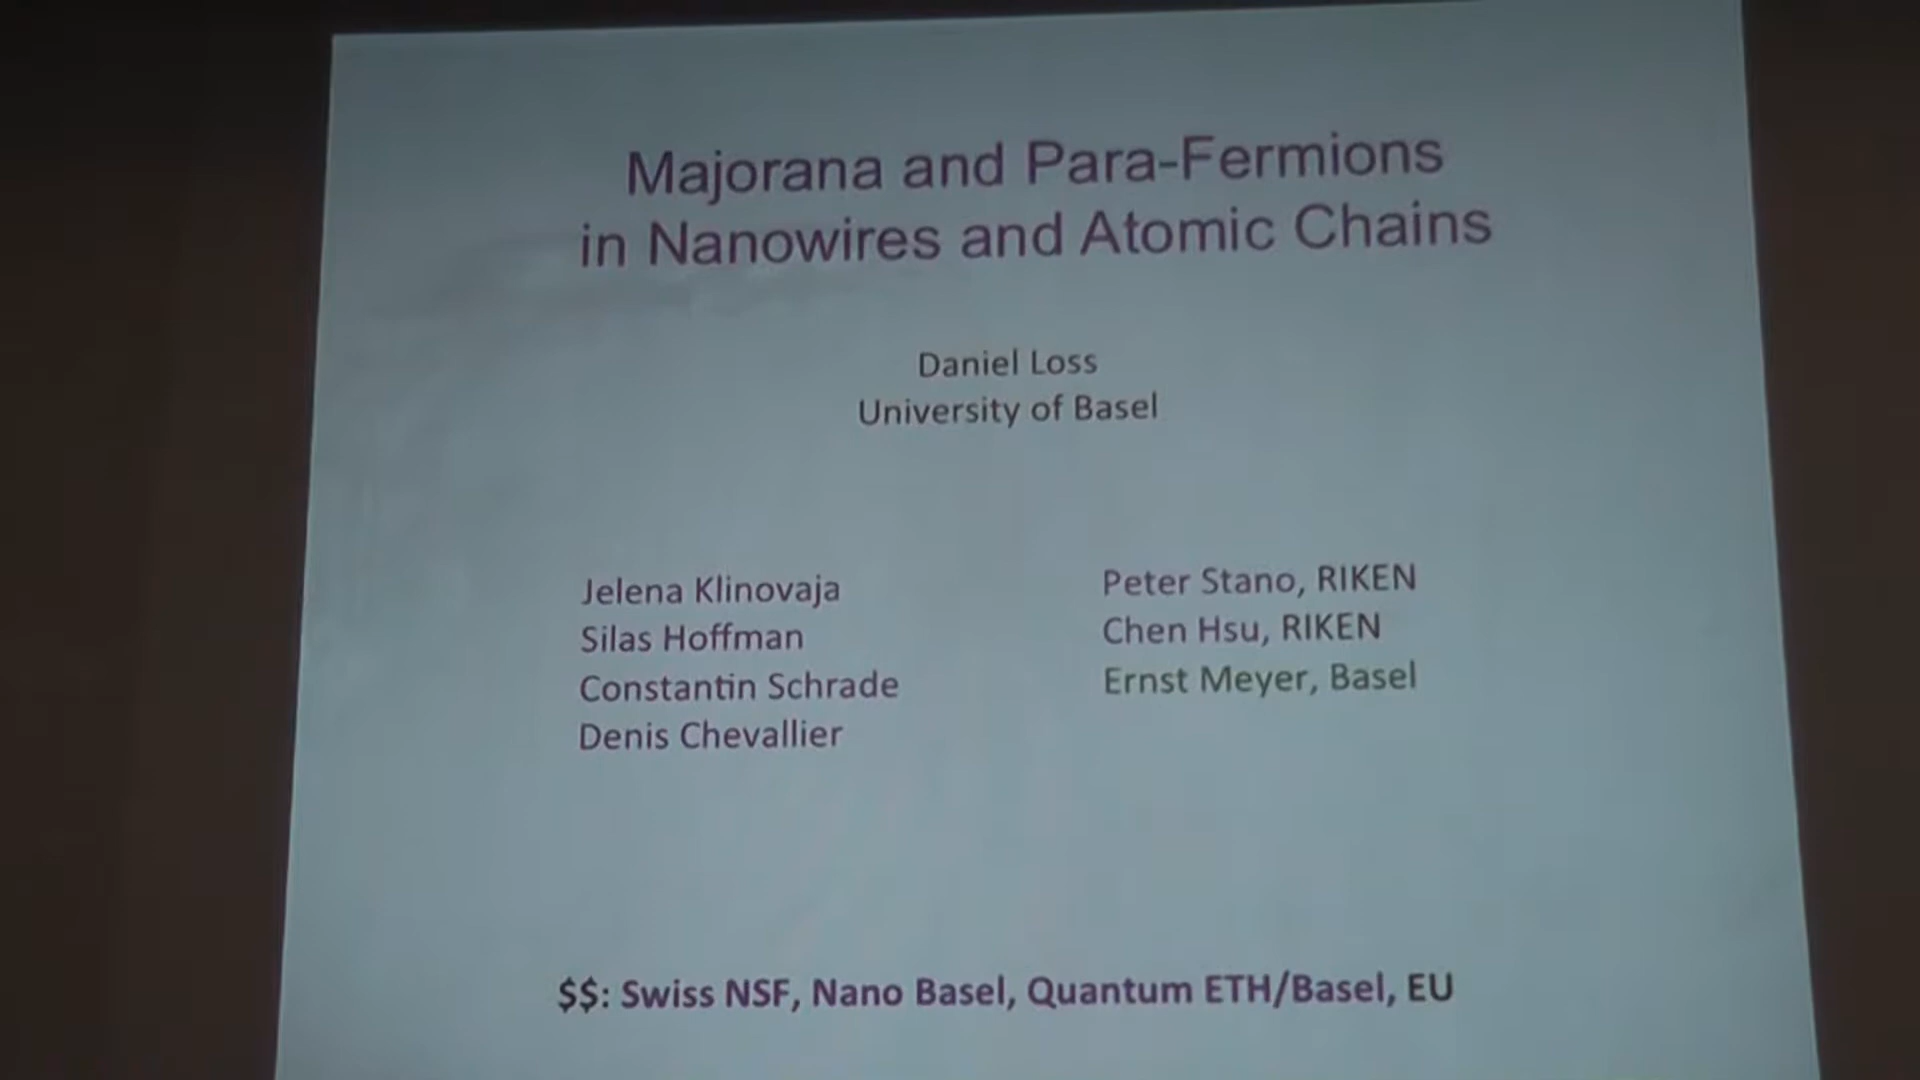 Majorana and Para-Fermions
in Nanowires and Atomic Chains
Daniel Loss
University of Basel
Jelena Klinovaja
Silas Hoffman
Constantin Schrade
Denis Chevallier
Peter Stano, RIKEN
Chen Hsu, RIKEN
Ernst Meyer, Basel
$$: Swiss NSF, Nano Basel, Quantum ETH/Basel, EU